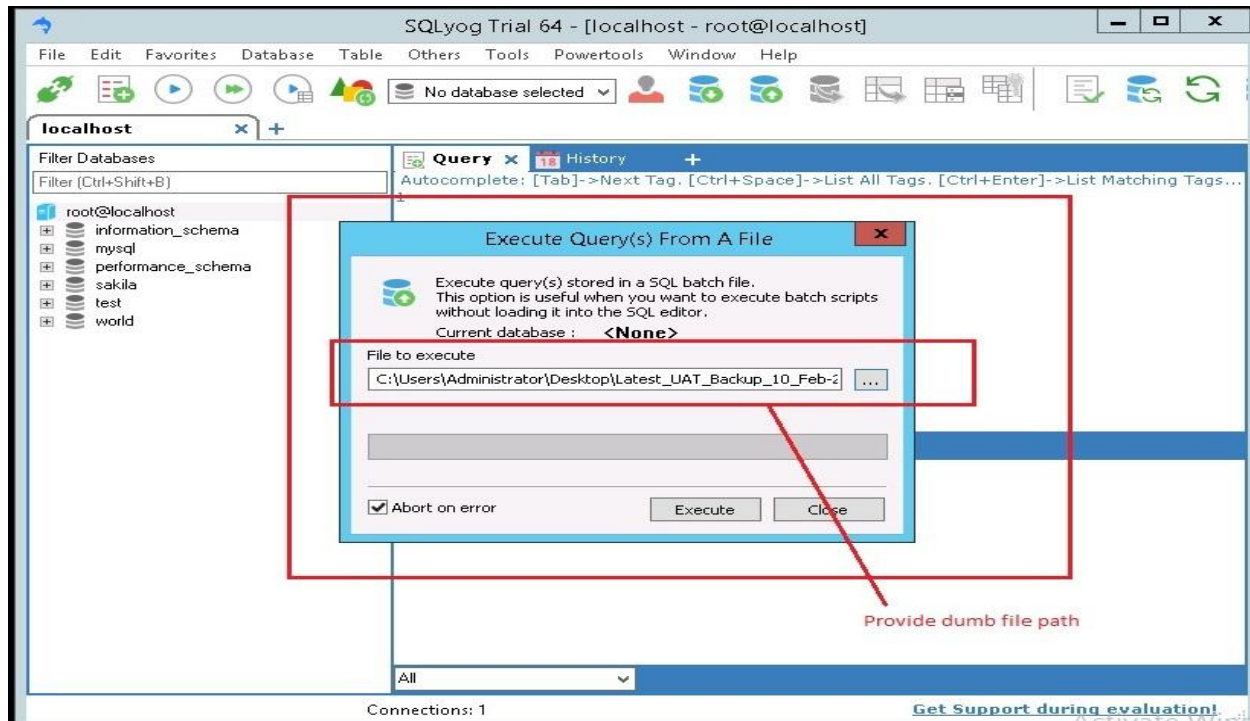 SQLyog Trial 64 - [localhost - root@localhost]
File Edit Favorites Database Table Others Tools Powertools Window Help
No database selected
localhost
Filter Databases
Filter (Ctrl+Shift+B)
root@localhost
information_schema
mysql
performance_schema
sakila
test
world
Query 18 History
Autocomplete: [Tab]->Next Tag. [Ctrl+Space]->List All Tags. [Ctrl+Enter]->List Matching Tags...
1
Execute Query(s) From A File
Execute query(s) stored in a SQL batch file.
This option is useful when you want to execute batch scripts
without loading it into the SQL editor.
Current database : <None>
File to execute
C:\Users\Administrator\Desktop\Latest_UAT_Backup_10_Feb-2 ...
Abort on error Execute Close
Provide dumb file path
All
Connections: 1 Get Support during evaluation!